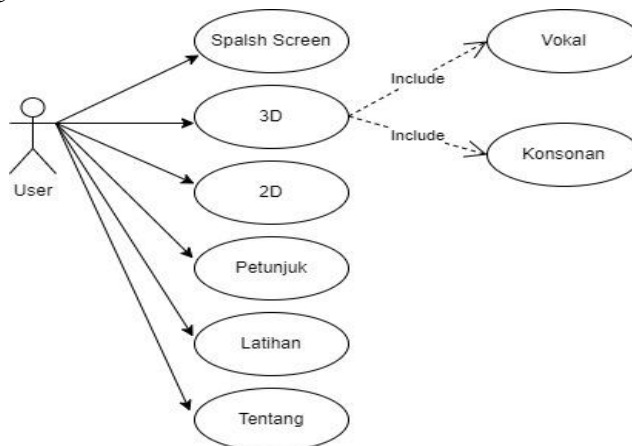 Spalsh Screen
Vokal
Include
3D
Include
Konsonan
User
2D
Petunjuk
Latihan
Tentang